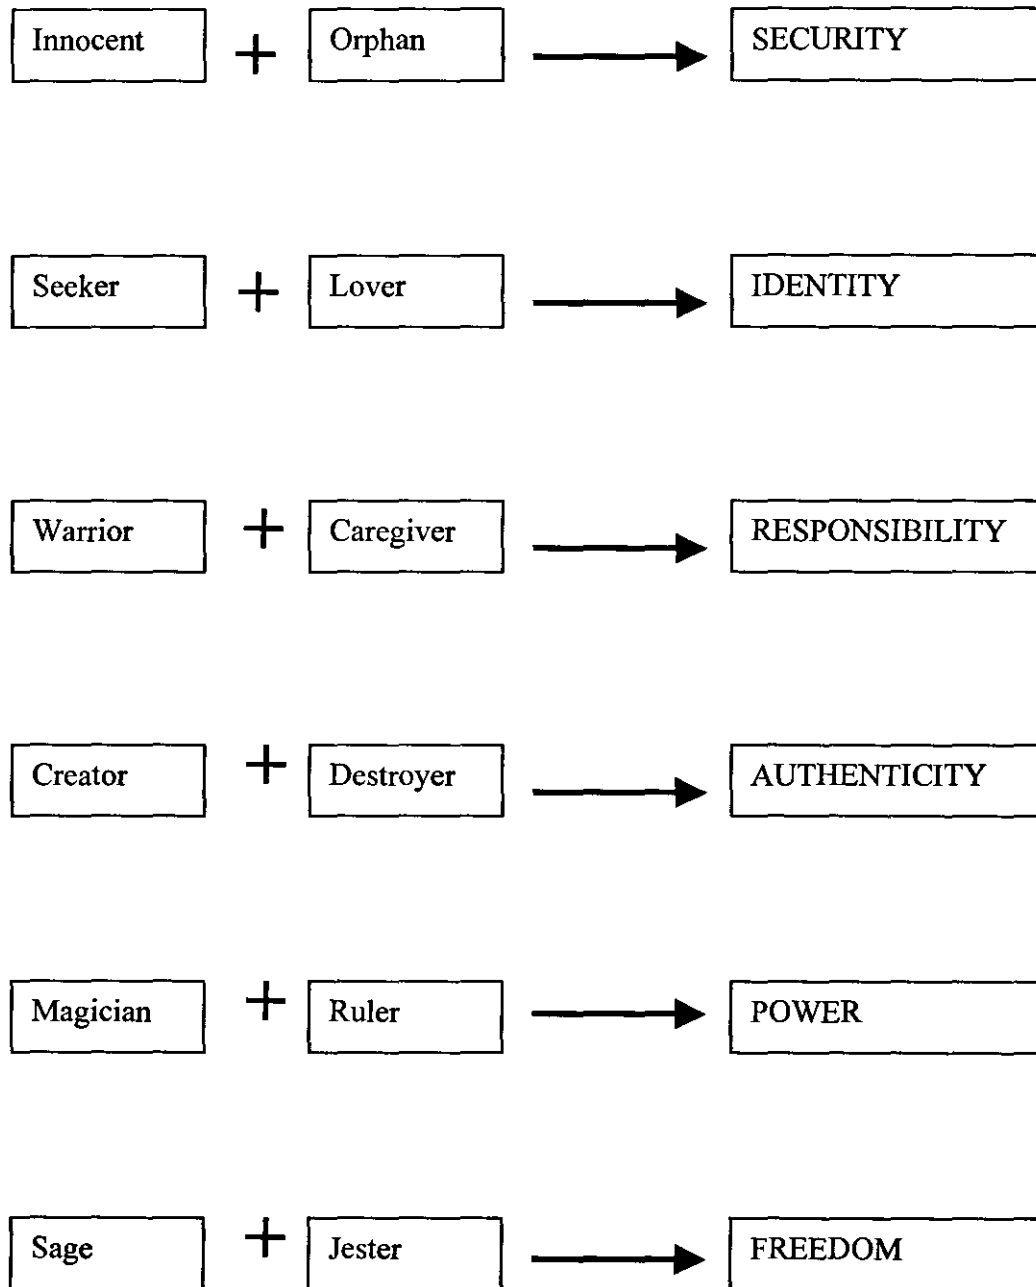 Innocent + Orphan → SECURITY
Seeker + Lover → IDENTITY
Warrior + Caregiver → RESPONSIBILITY
Creator + Destroyer → AUTHENTICITY
Magician + Ruler → POWER
Sage + Jester → FREEDOM